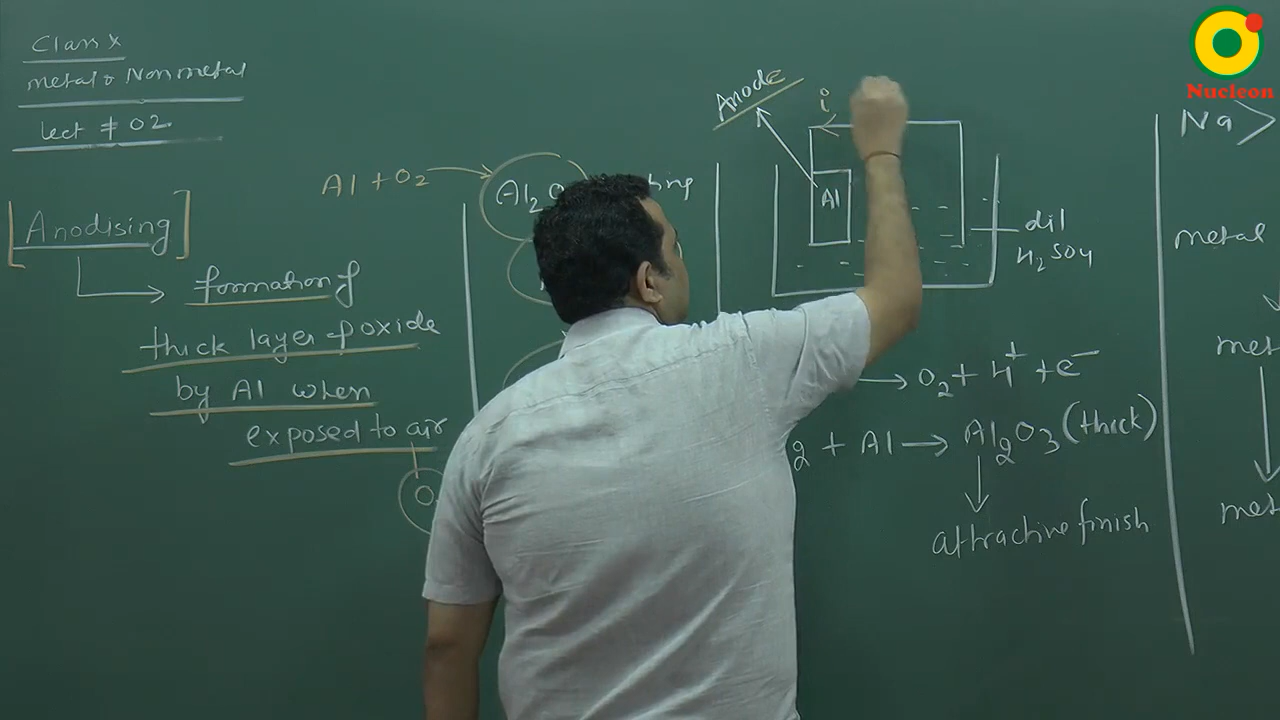 Class X
metal & Non metal
lect # 02
[Anodising]
formation of
thick layer of oxide
by Al when
exposed to air
Al + O₂ →
Anode
i
Al
dil
H₂SO₄
→ O₂ + H⁺ + e⁻
+ Al → Al₂O₃ (thick)
attractive finish
Na >
metal
Nucleon